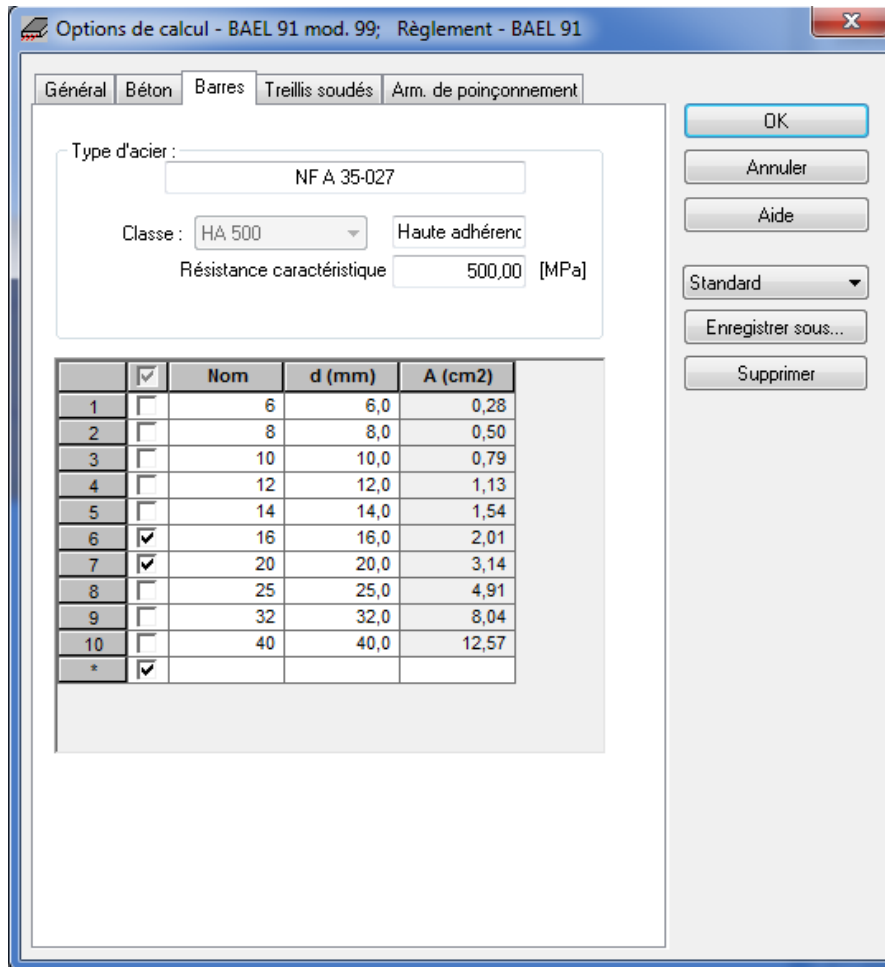 Options de calcul - BAEL 91 mod. 99; Règlement - BAEL 91
x
Général Béton Barres Treillis soudés Arm. de poinçonnement
OK
Annuler
Aide
Standard
Enregistrer sous...
Supprimer
Type d'acier :
NF A 35-027
Classe : HA 500 Haute adhérenc
Résistance caractéristique 500,00 [MPa]
Nom d (mm) A (cm2)
1 6 6,0 0,28
2 8 8,0 0,50
3 10 10,0 0,79
4 12 12,0 1,13
5 14 14,0 1,54
6 16 16,0 2,01
7 20 20,0 3,14
8 25 25,0 4,91
9 32 32,0 8,04
10 40 40,0 12,57
*